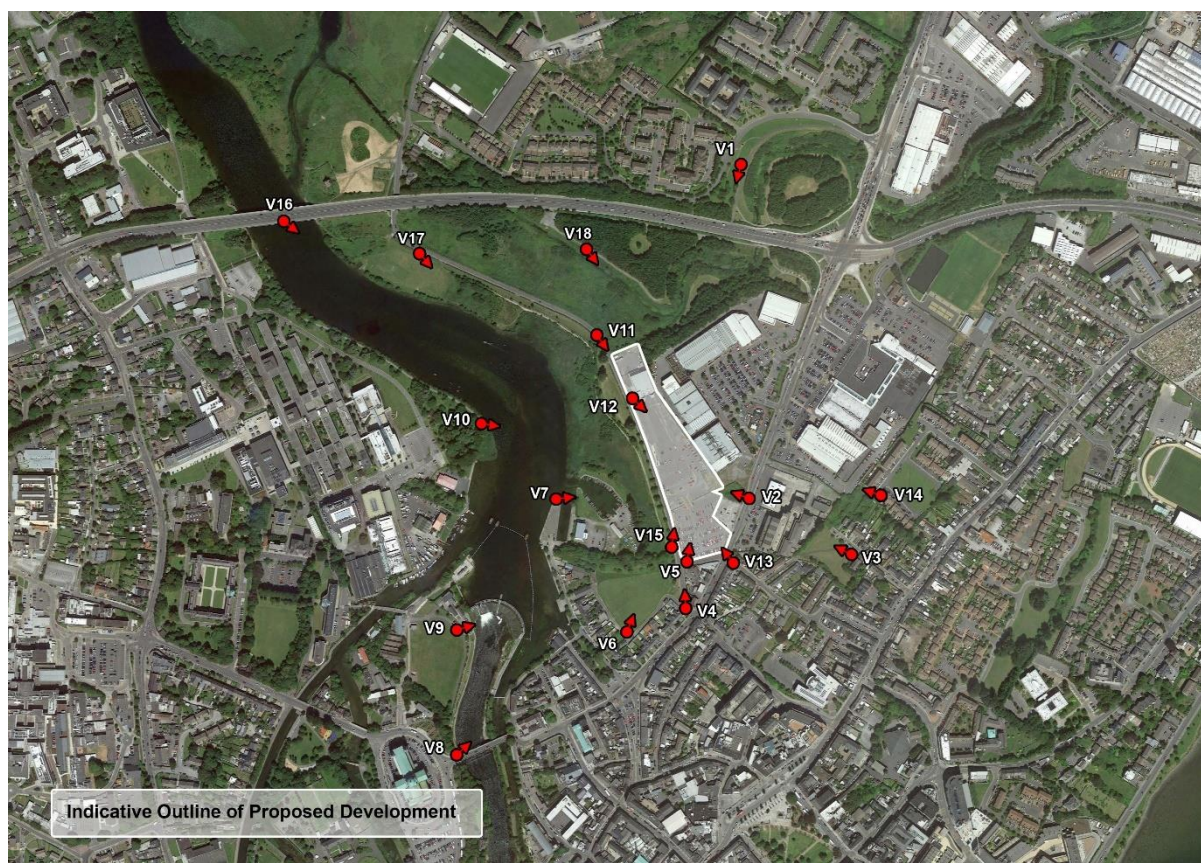 V1
V16
V17
V18
V11
V12
V10
V7
V2
V14
V15
V5
V13
V3
V4
V9
V6
V8
Indicative Outline of Proposed Development